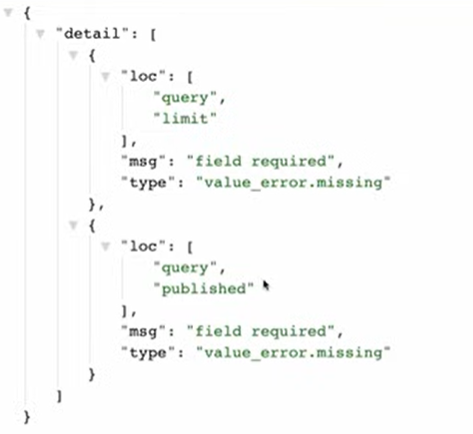 {
"detail": [
{
"loc": [
"query",
"limit"
],
"msg": "field required",
"type": "value_error.missing"
},
{
"loc": [
"query",
"published"
],
"msg": "field required",
"type": "value_error.missing"
}
]
}